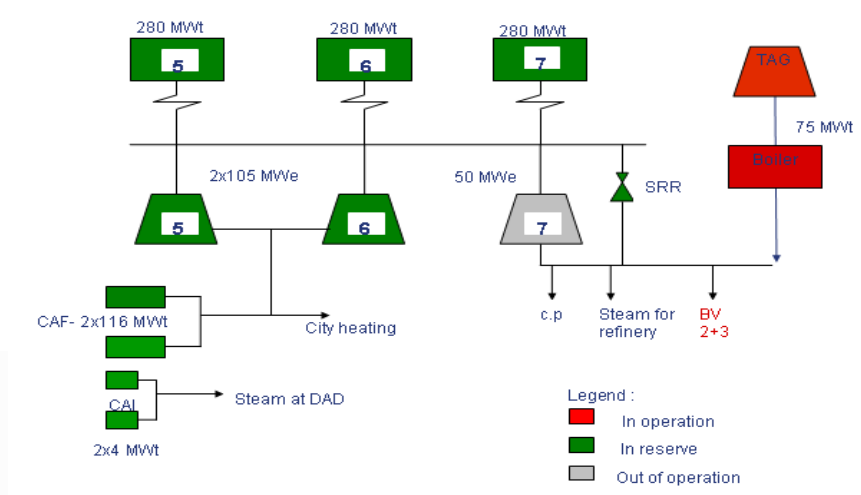 280 MWt
280 MWt
280 MWt
5
6
7
TAG
75 MWt
Boiler
2x105 MWe
50 MWe
SRR
5
6
7
CAF- 2x116 MWt
City heating
c.p
Steam for
refinery
BV
2+3
CAI
Steam at DAD
2x4 MWt
Legend :
In operation
In reserve
Out of operation